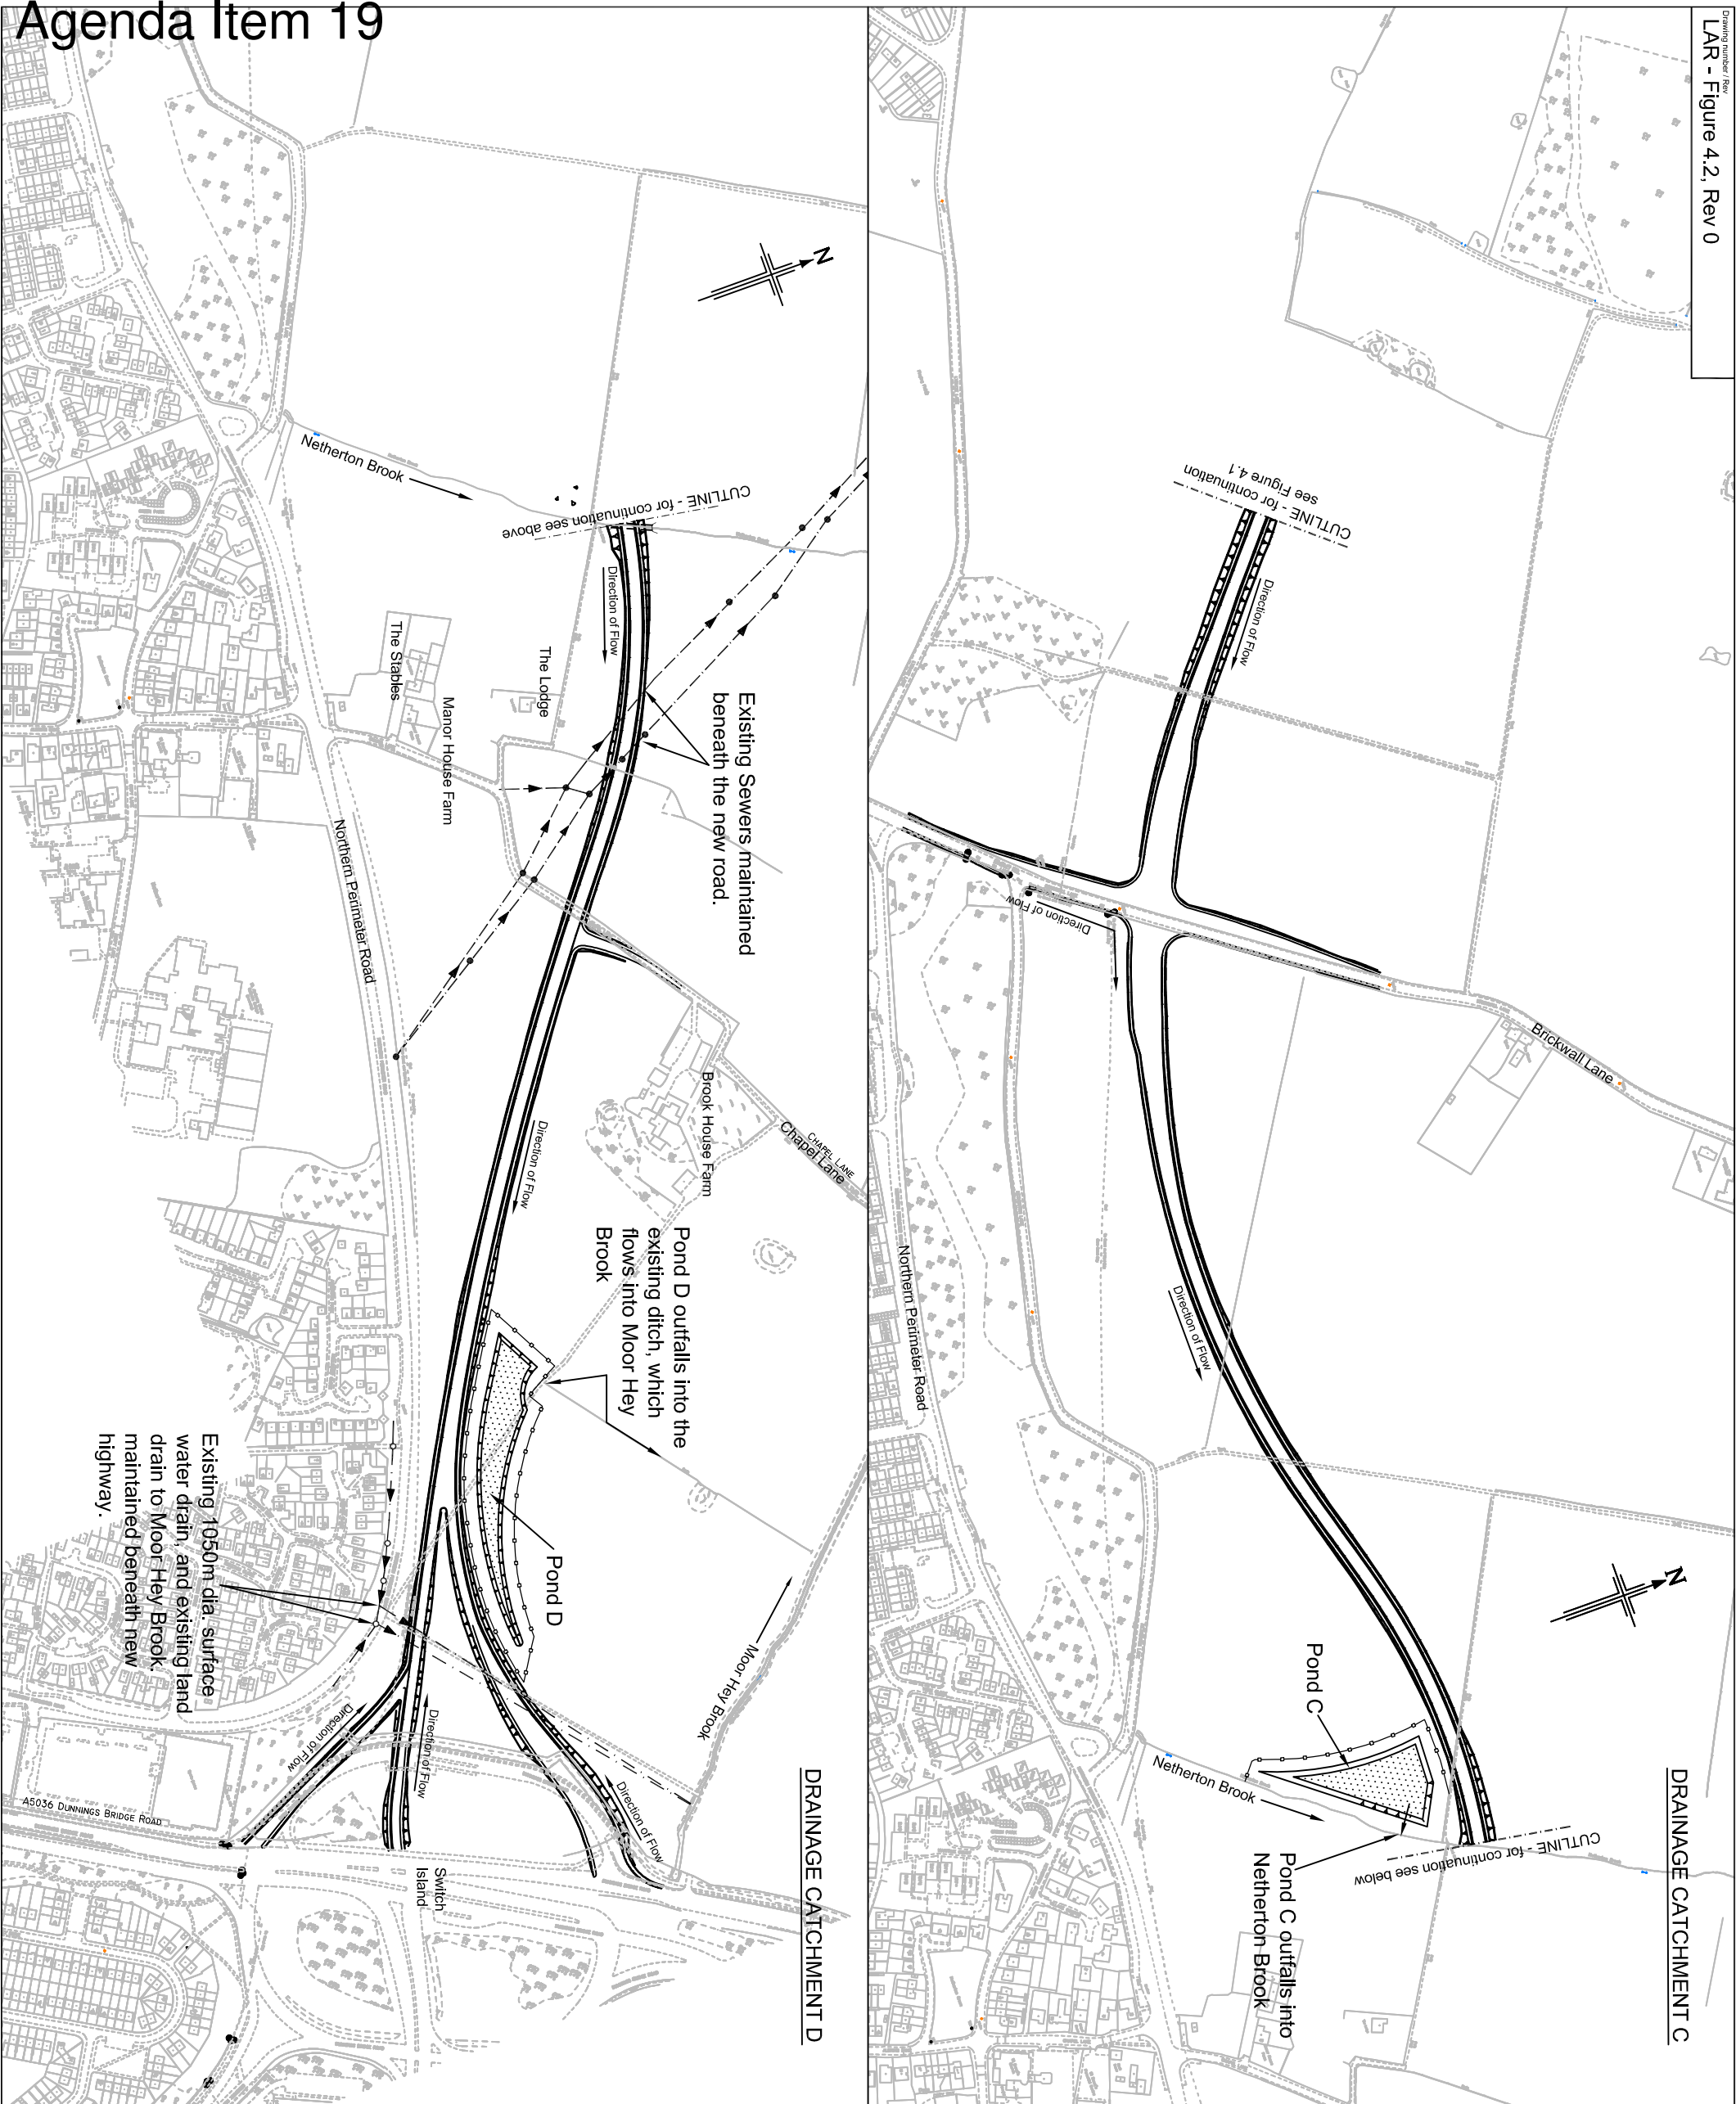 Agenda Item 19
Drawing number / Rev
LAR - Figure 4.2, Rev 0
DRAINAGE CATCHMENT C
CUTLINE - for continuation
see Figure 4.1
Direction of Flow
Direction of Flow
Brickwall Lane
Northern Perimeter Road
Direction of Flow
N
Pond C
Netherton Brook
Pond C outfalls into
Netherton Brook
CUTLINE - for continuation see below
DRAINAGE CATCHMENT D
N
Netherton Brook
CUTLINE - for continuation see above
Direction of Flow
The Stables
The Lodge
Manor House Farm
Existing Sewers maintained
beneath the new road.
Northern Perimeter Road
Brook House Farm
CHAPEL LANE
Chapel Lane
Direction of Flow
Pond D outfalls into the
existing ditch, which
flows into Moor Hey
Brook
Pond D
Existing 1050m dia. surface
water drain, and existing land
drain to Moor Hey Brook.
maintained beneath new
highway.
Moor Hey Brook
Direction of Flow
Direction of Flow
Direction of Flow
A5036 DUNNINGS BRIDGE ROAD
Switch
Island